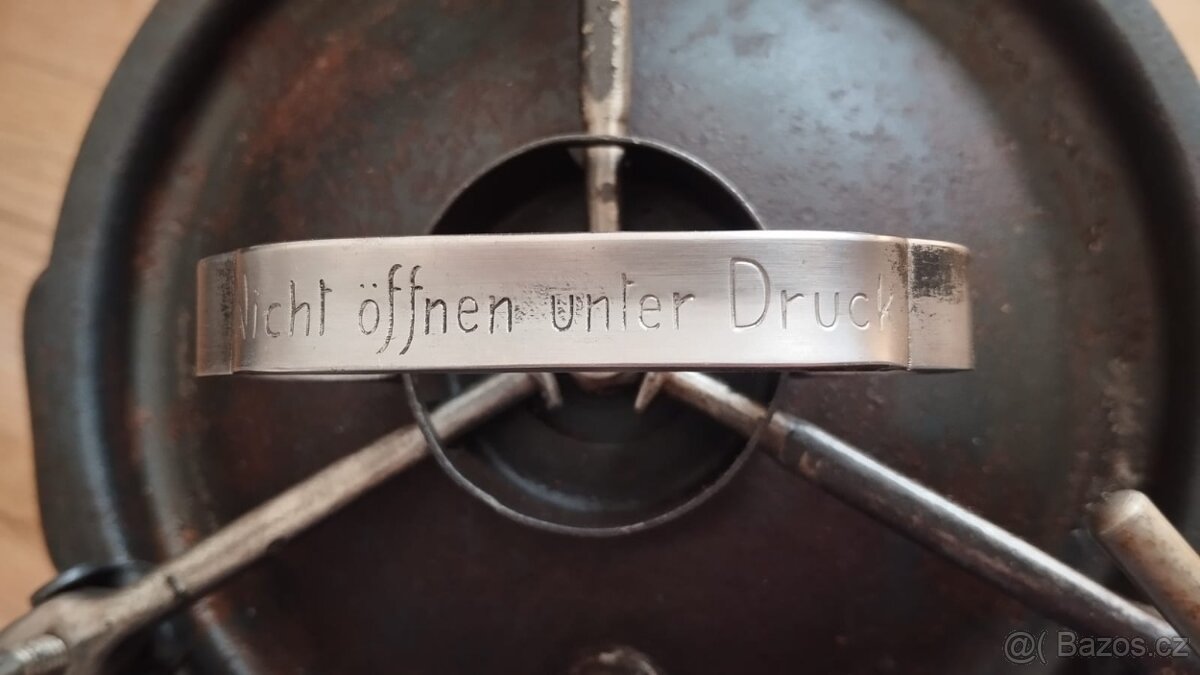 Nicht öffnen unter Druck
@( Bazos.cz